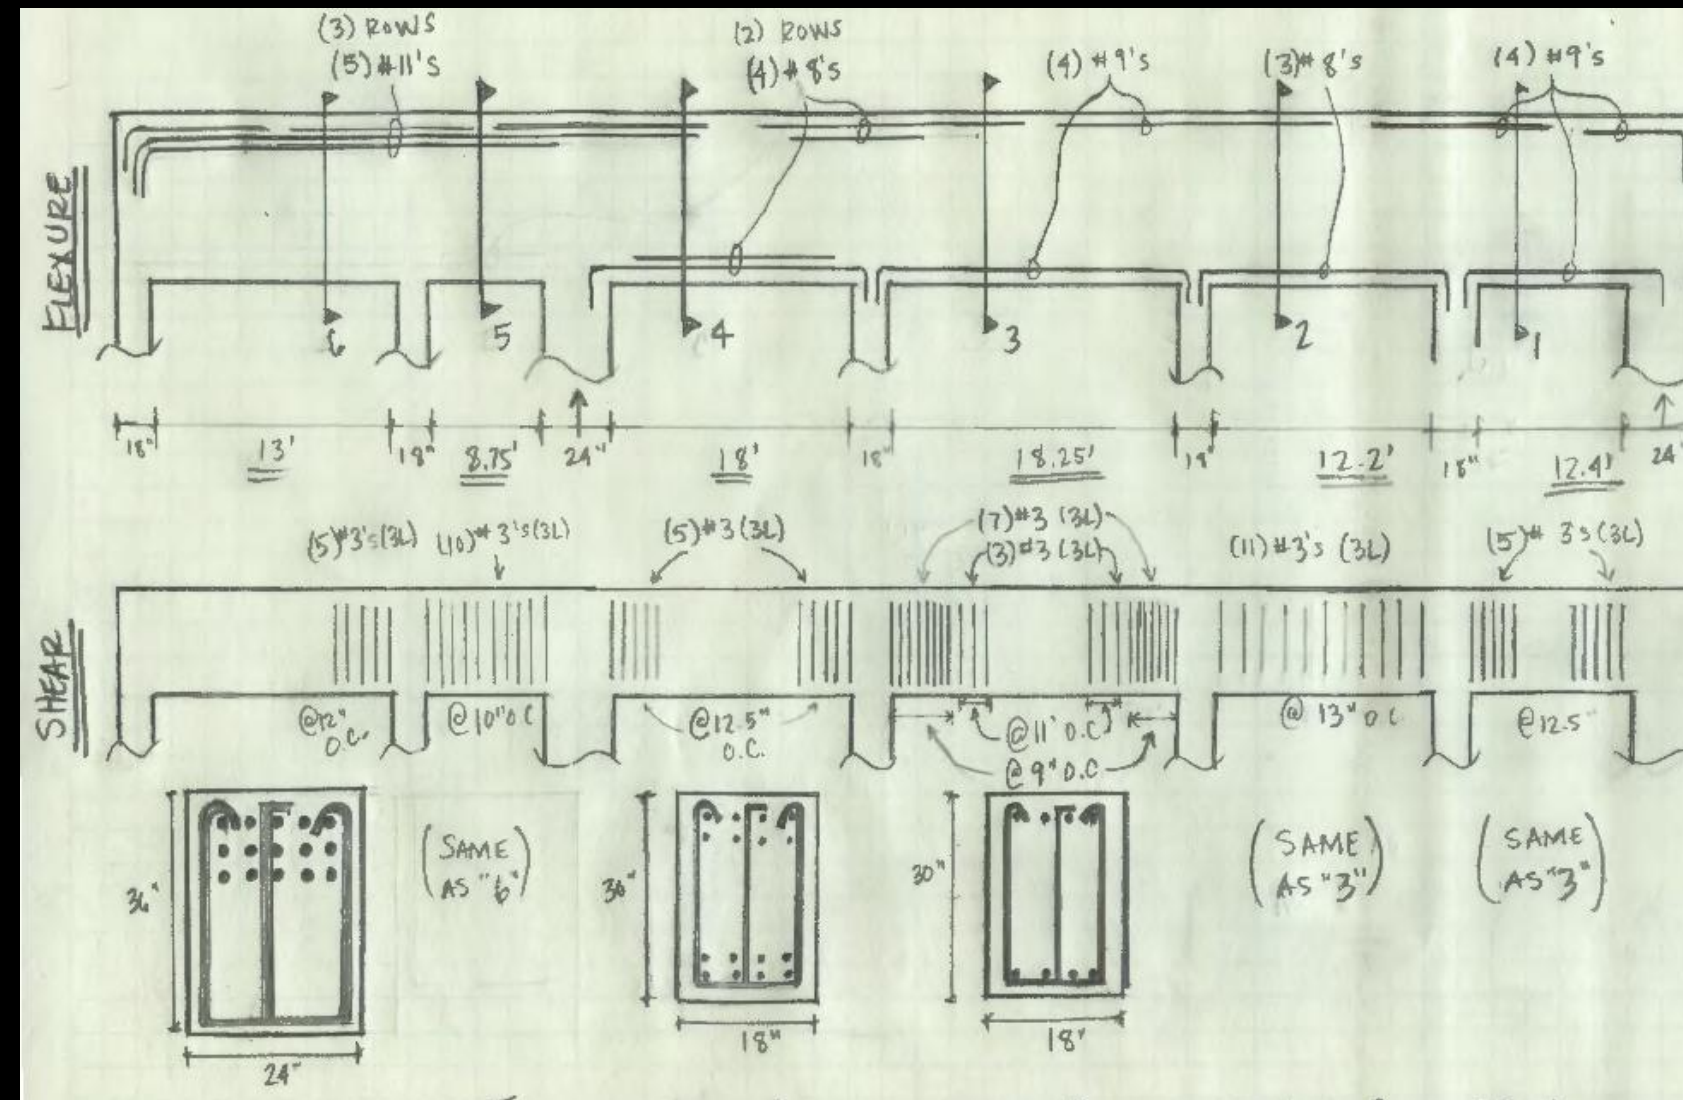 (3) ROWS
(5) #11'S
(2) ROWS
(4) # 8'S
(4) #9'S
(3)# 8'S
(4) #9'S
FLEXURE
6
5
4
3
2
1
18"
13'
18"
8.75'
24"
18'
18"
18.25'
18"
12.2'
18"
12.4'
24"
(5)#3's(3L)
(10)# 3's(3L)
(5)#3(3L)
(7)#3 (3L)
(3)#3 (3L)
(11)#3's (3L)
(5)# 3's(3L)
SHEAR
@12"
O.C.
@10"OC
@12.5"
O.C.
@11' O.C
@9"O.C
@ 13" OC
@12.5"
36"
24"
(SAME
AS "6")
30"
18"
30"
18"
(SAME
AS "3")
(SAME
AS "3")